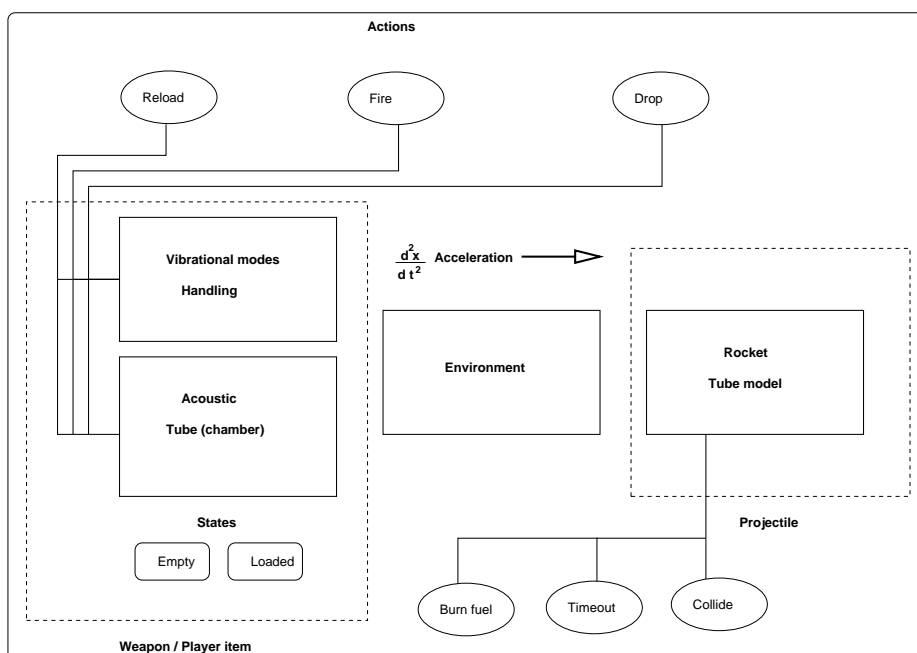 Actions
Reload
Fire
Drop
Vibrational modes
Handling
d²x
d t²
Acceleration
Acoustic
Tube (chamber)
Environment
Rocket
Tube model
States
Empty
Loaded
Projectile
Burn fuel
Timeout
Collide
Weapon / Player item